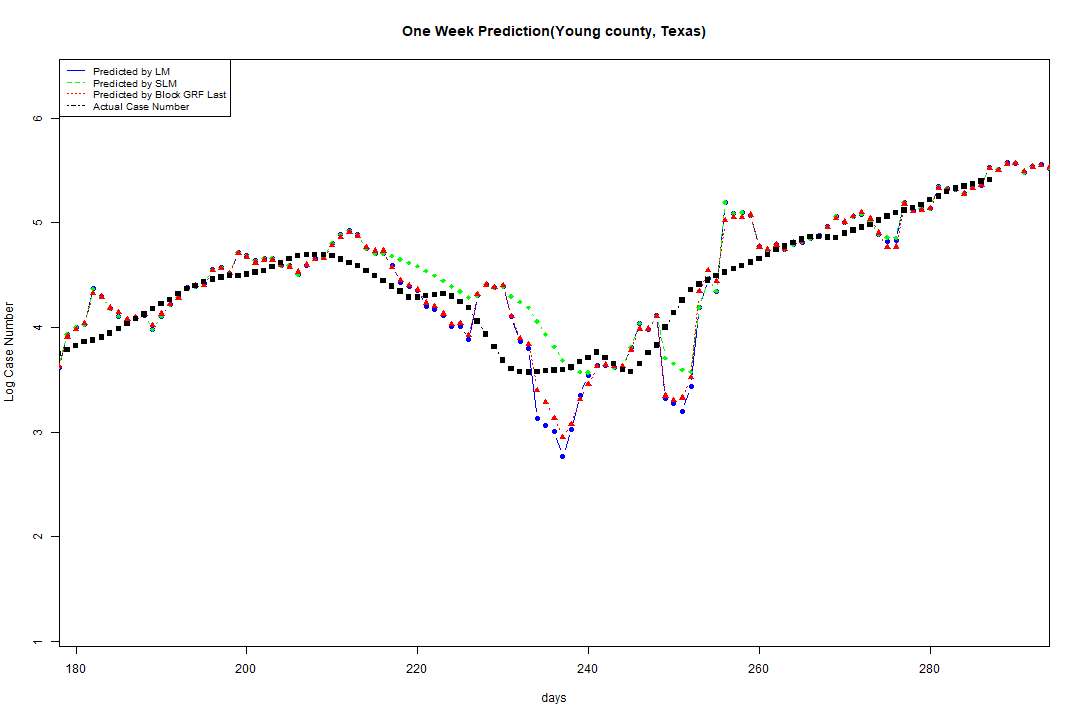 One Week Prediction(Young county, Texas)
Predicted by LM
Predicted by SLM
Predicted by Block GRF Last
Actual Case Number
6
5
4
3
2
1
Log Case Number
180 200 220 240 260 280
days